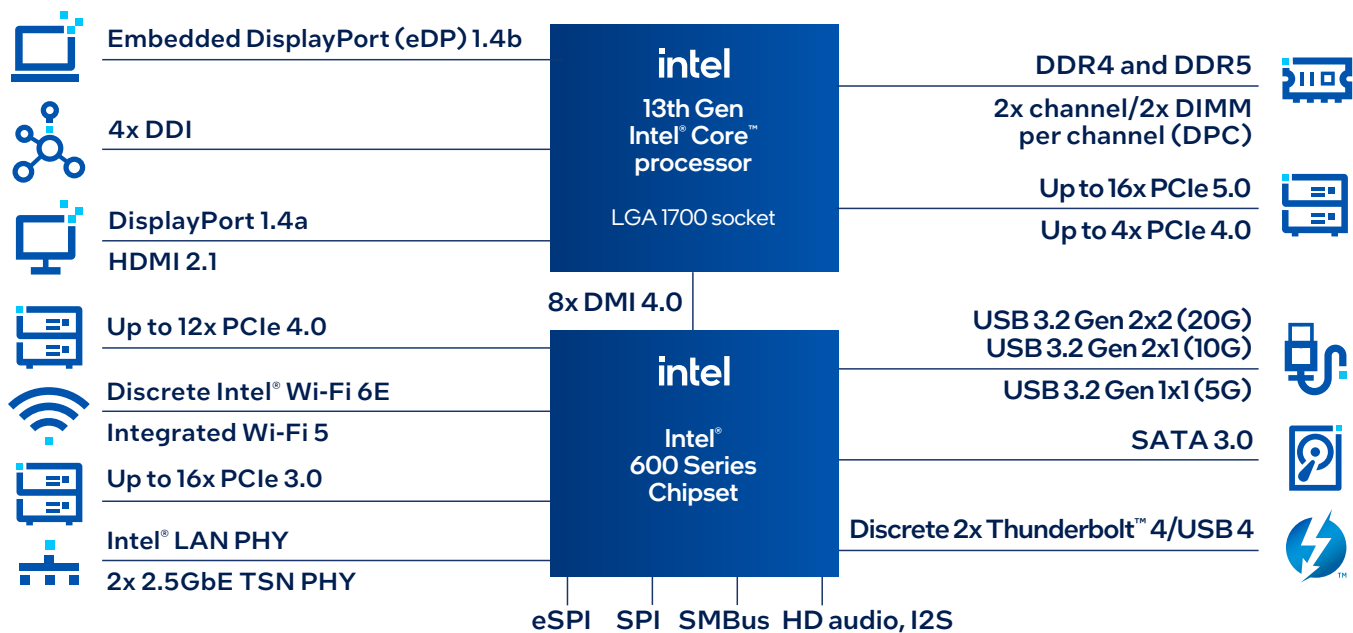 Embedded DisplayPort (eDP) 1.4b
4x DDI
DisplayPort 1.4a
HDMI 2.1
Up to 12x PCIe 4.0
Discrete Intel® Wi-Fi 6E
Integrated Wi-Fi 5
Up to 16x PCIe 3.0
Intel® LAN PHY
2x 2.5GbE TSN PHY
intel
13th Gen
Intel® Core™
processor
LGA 1700 socket
8x DMI 4.0
intel
Intel®
600 Series
Chipset
eSPI
SPI
SMBus
HD audio, I2S
DDR4 and DDR5
2x channel/2x DIMM
per channel (DPC)
Up to 16x PCIe 5.0
Up to 4x PCIe 4.0
USB 3.2 Gen 2x2 (20G)
USB 3.2 Gen 2x1 (10G)
USB 3.2 Gen 1x1 (5G)
SATA 3.0
Discrete 2x Thunderbolt™ 4/USB 4
TM